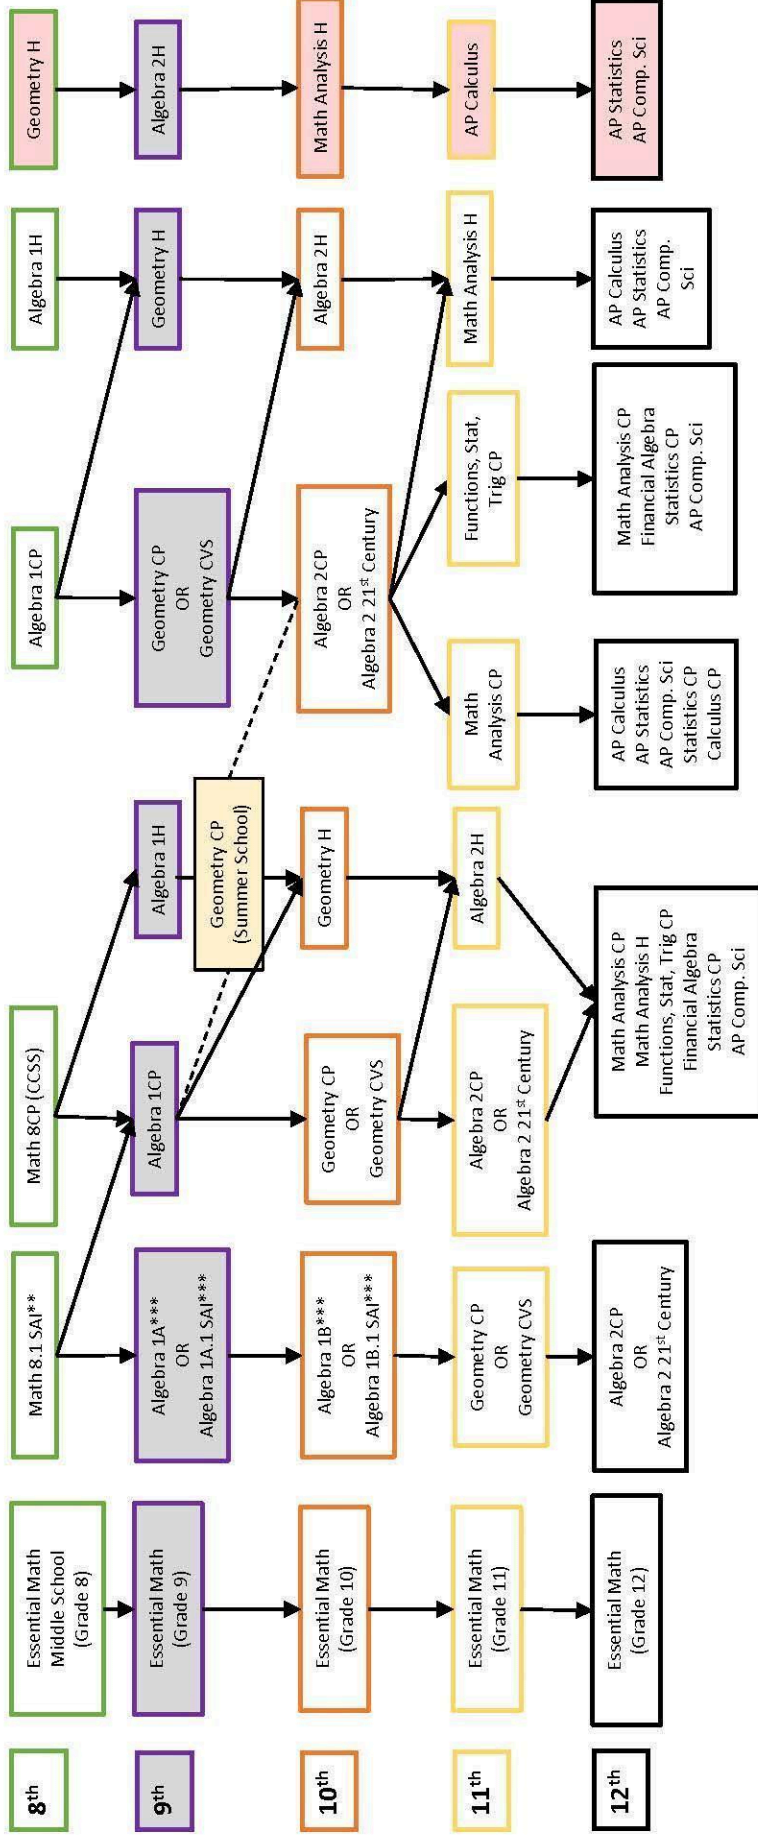 8th
Essential Math
Middle School
(Grade 8)
Math 8.1 SAI**
Math 8CP (CCSS)
Algebra 1CP
Algebra 1H
Geometry H
9th
Essential Math
(Grade 9)
Algebra 1A***
OR
Algebra 1A.1 SAI***
Algebra 1CP
Algebra 1H
Geometry CP
OR
Geometry CVS
Geometry H
Algebra 2H
Geometry CP
(Summer School)
10th
Essential Math
(Grade 10)
Algebra 1B***
OR
Algebra 1B.1 SAI***
Geometry CP
OR
Geometry CVS
Geometry H
Algebra 2CP
OR
Algebra 2 21st Century
Algebra 2H
Math Analysis H
11th
Essential Math
(Grade 11)
Geometry CP
OR
Geometry CVS
Algebra 2CP
OR
Algebra 2 21st Century
Algebra 2H
Math
Analysis CP
Functions, Stat,
Trig CP
Math Analysis H
AP Calculus
12th
Essential Math
(Grade 12)
Algebra 2CP
OR
Algebra 2 21st Century
Math Analysis CP
Math Analysis H
Functions, Stat, Trig CP
Financial Algebra
Statistics CP
AP Comp. Sci
AP Calculus
AP Statistics
AP Comp. Sci
Statistics CP
Calculus CP
Math Analysis CP
Financial Algebra
Statistics CP
AP Comp. Sci
AP Calculus
AP Statistics
AP Comp.
Sci
AP Statistics
AP Comp. Sci